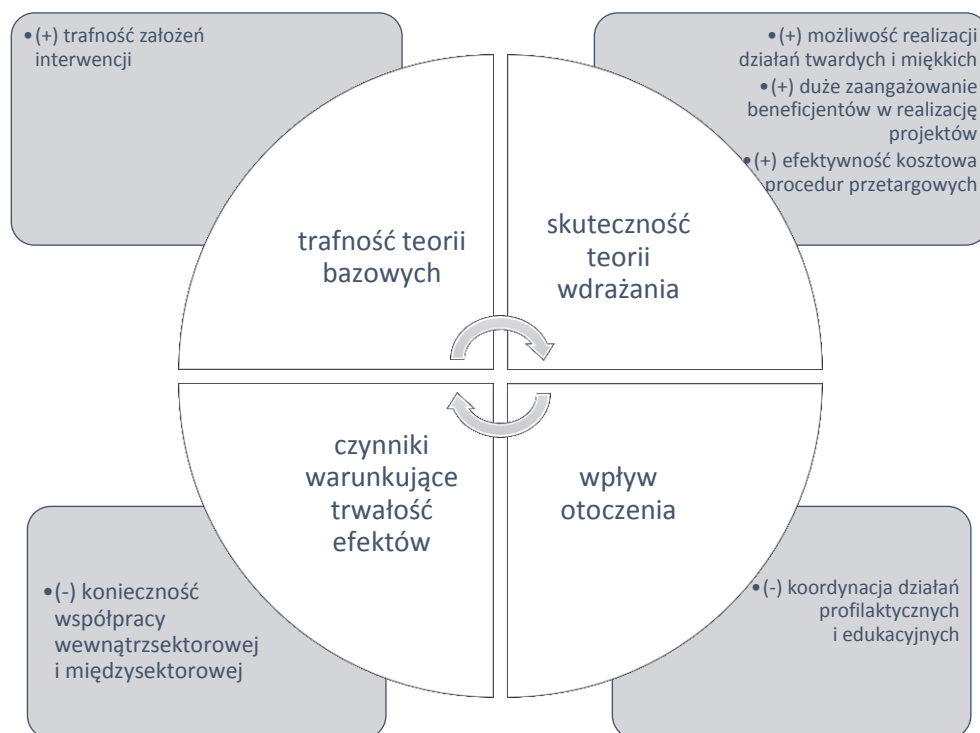 •(+) trafność założeń
interwencji
•(+) możliwość realizacji
działań twardych i miękkich
•(+) duże zaangażowanie
beneficjentów w realizację
projektów
•(+) efektywność kosztowa
procedur przetargowych
trafność teorii
bazowych
skuteczność
teorii
wdrażania
czynniki
warunkujące
trwałość
efektów
wpływ
otoczenia
•(-) konieczność
współpracy
wewnątrzsektorowej
i międzysektorowej
•(-) koordynacja działań
profilaktycznych
i edukacyjnych